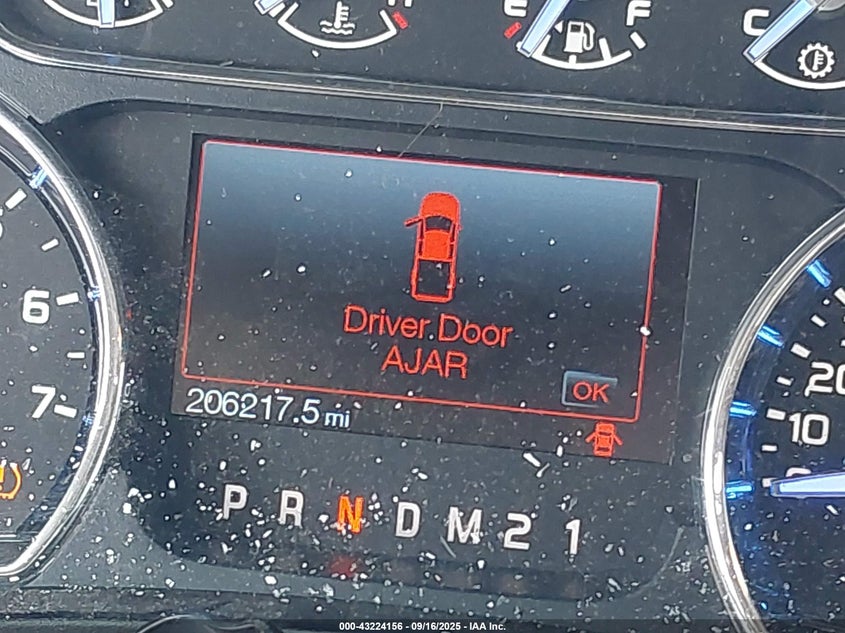 H
E F
C
Driver Door
AJAR
OK
206217.5 mi
6
7
20
10
P R N D M 2 1
000-43224156 - 09/16/2025 - IAA Inc.